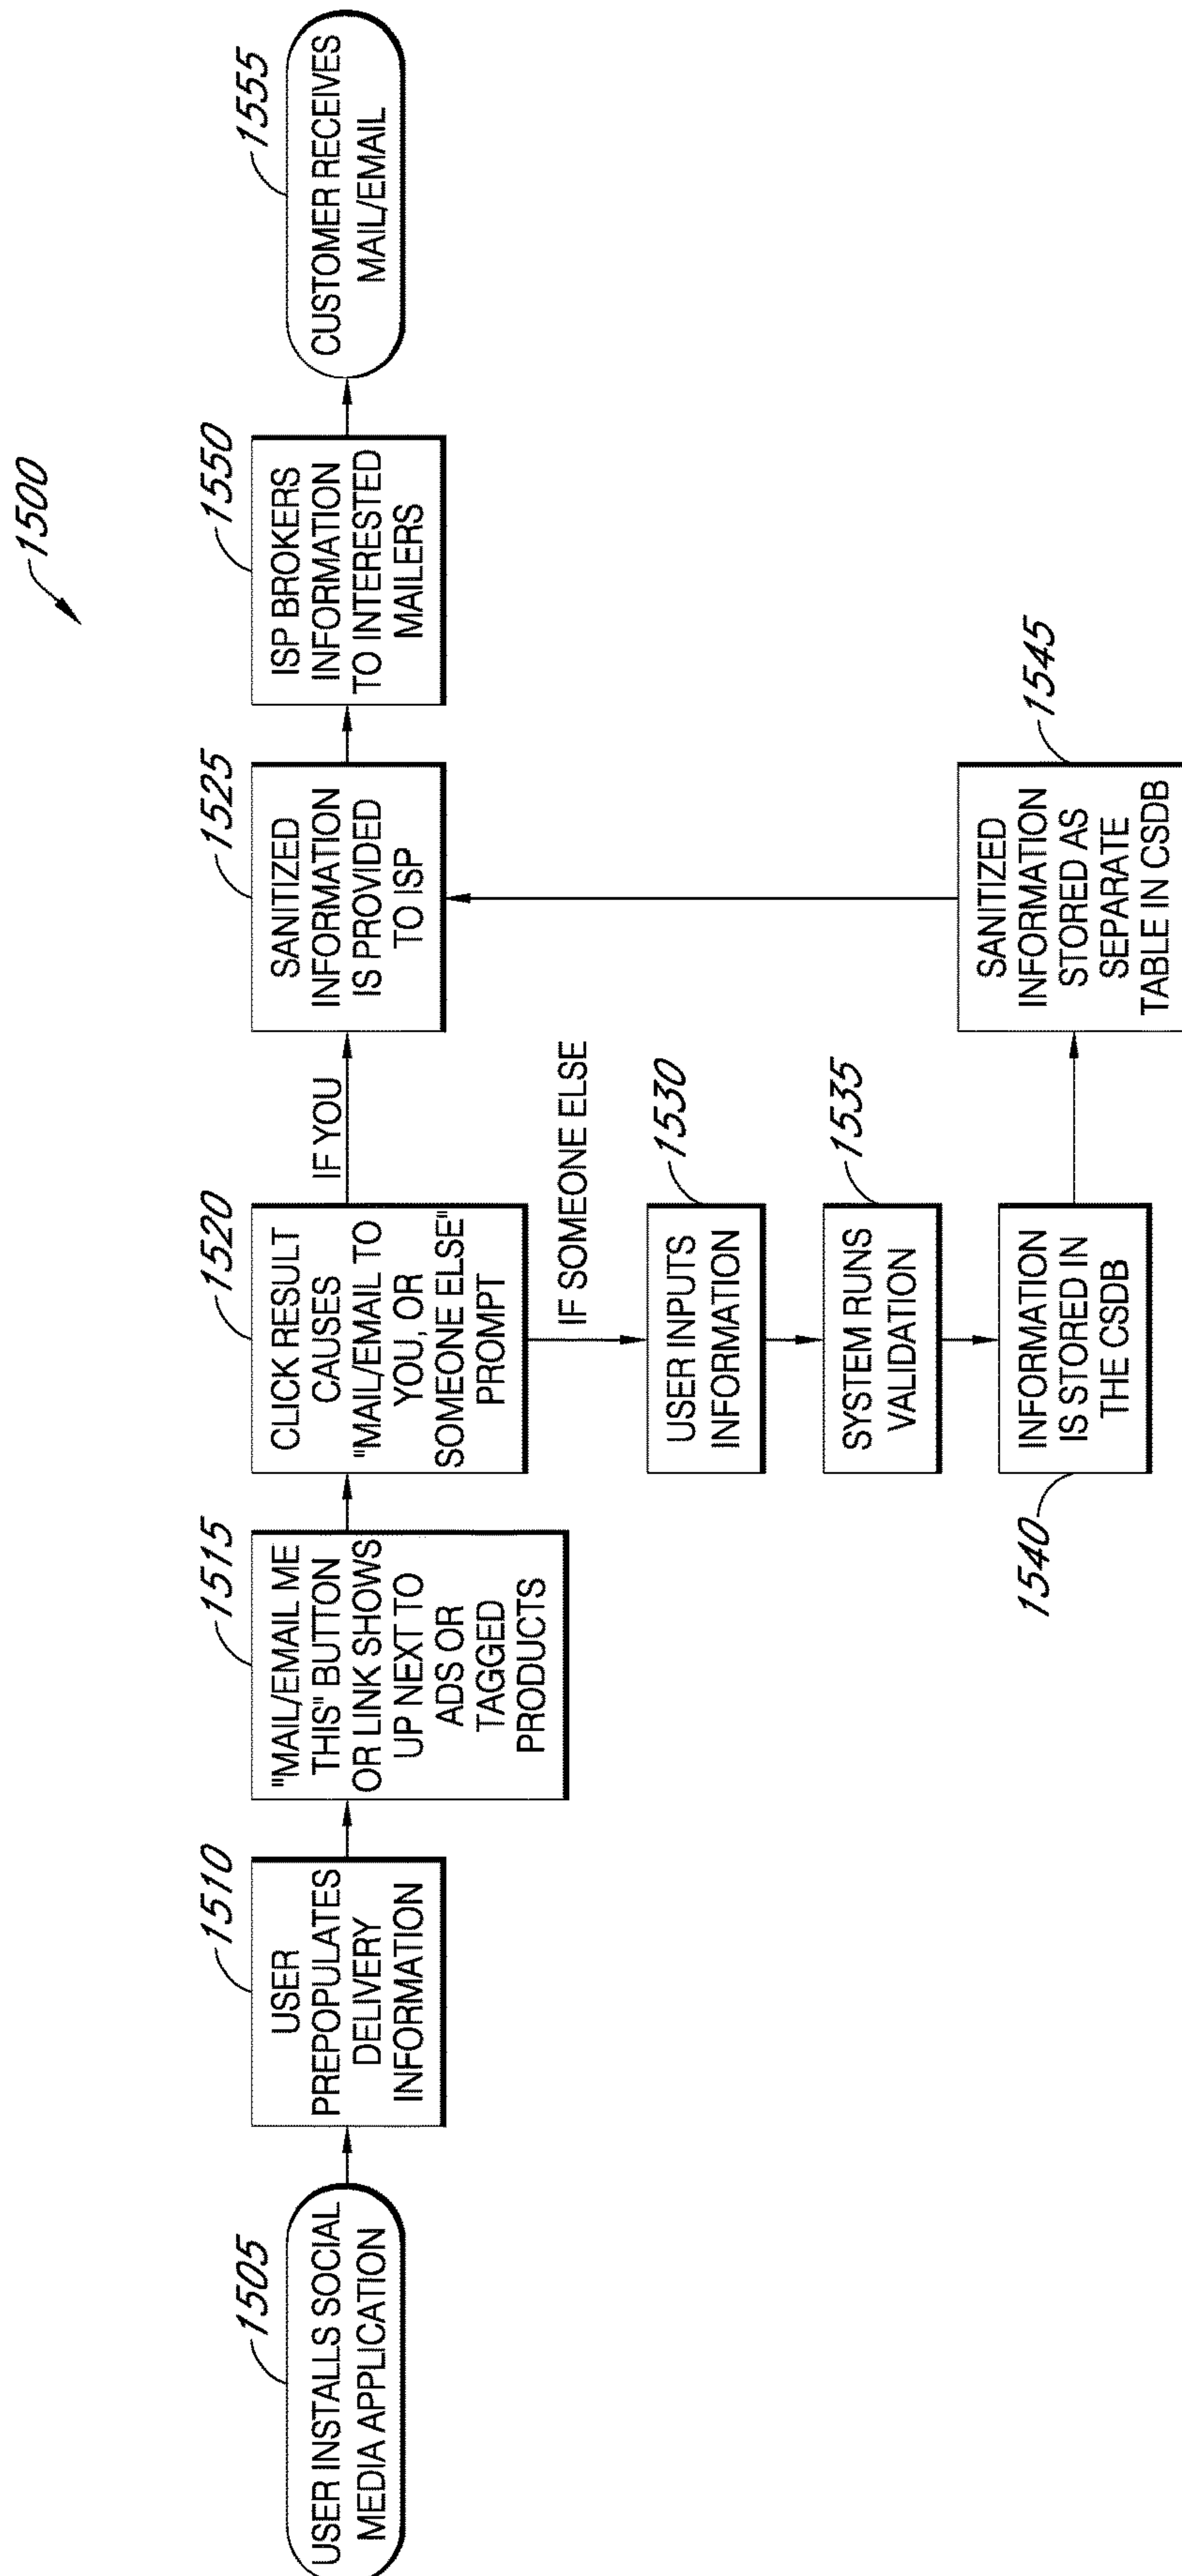 1500
1505
USER INSTALLS SOCIAL
MEDIA APPLICATION
1510
USER
PREPOPULATES
DELIVERY
INFORMATION
1515
"MAIL/EMAIL ME
THIS" BUTTON
OR LINK SHOWS
UP NEXT TO
ADS OR
TAGGED
PRODUCTS
1520
CLICK RESULT
CAUSES
"MAIL/EMAIL TO
YOU, OR
SOMEONE ELSE"
PROMPT
IF YOU
1525
SANITIZED
INFORMATION
IS PROVIDED
TO ISP
1550
ISP BROKERS
INFORMATION
TO INTERESTED
MAILERS
1555
CUSTOMER RECEIVES
MAIL/EMAIL
IF SOMEONE ELSE
1530
USER INPUTS
INFORMATION
1535
SYSTEM RUNS
VALIDATION
1540
INFORMATION
IS STORED IN
THE CSDB
1545
SANITIZED
INFORMATION
STORED AS
SEPARATE
TABLE IN CSDB